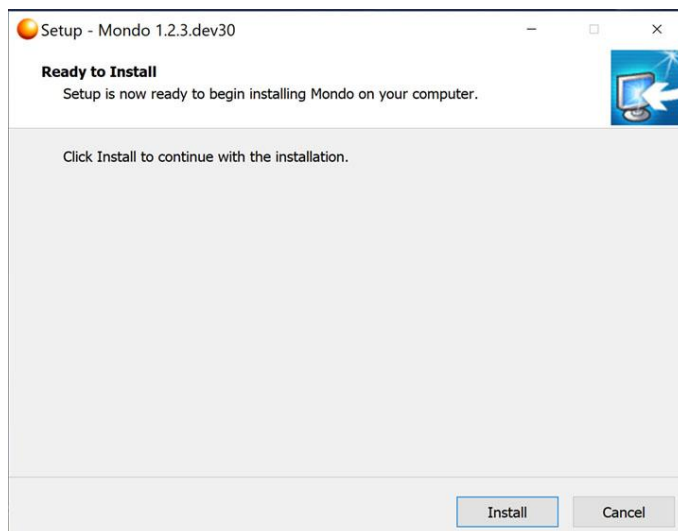 Setup - Mondo 1.2.3.dev30
Ready to Install
Setup is now ready to begin installing Mondo on your computer.
Click Install to continue with the installation.
Install
Cancel